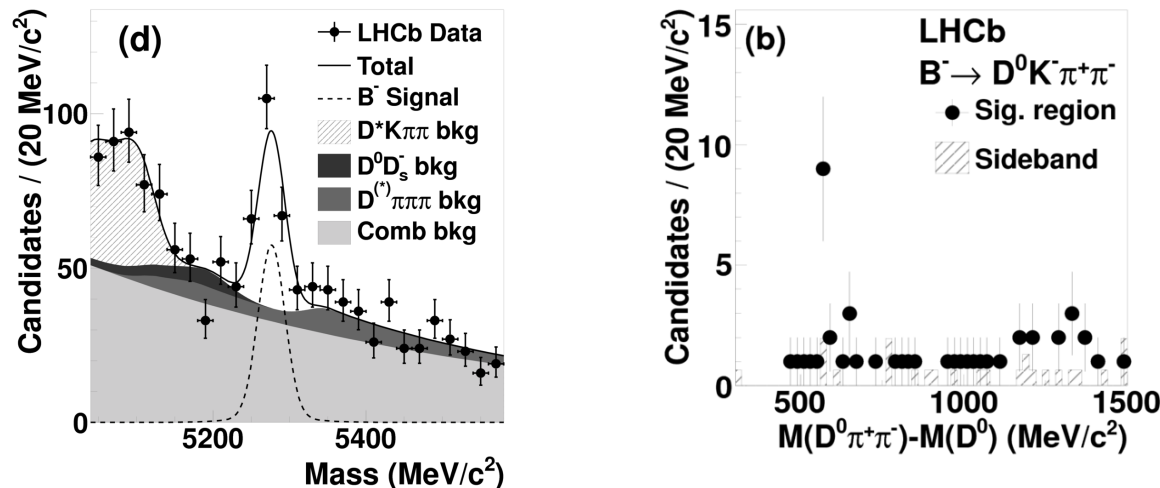 (d)
LHCb Data
Total
B⁻ Signal
D*Kππ bkg
D⁰Dₛ⁻ bkg
D⁽*⁾πππ bkg
Comb bkg
Candidates / (20 MeV/c²)
100
50
0
5200 5400
Mass (MeV/c²)
(b)
LHCb
B⁻→ D⁰K⁻π⁺π⁻
Sig. region
Sideband
Candidates / (20 MeV/c²)
15
10
5
0
500 1000 1500
M(D⁰π⁺π⁻)-M(D⁰) (MeV/c²)